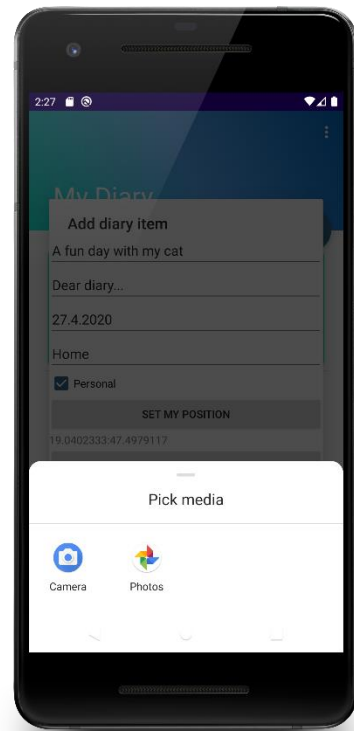 2:27
My Diary
Add diary item
A fun day with my cat
Dear diary...
27.4.2020
Home
Personal
SET MY POSITION
19.0402333:47.4979117
Pick media
Camera
Photos